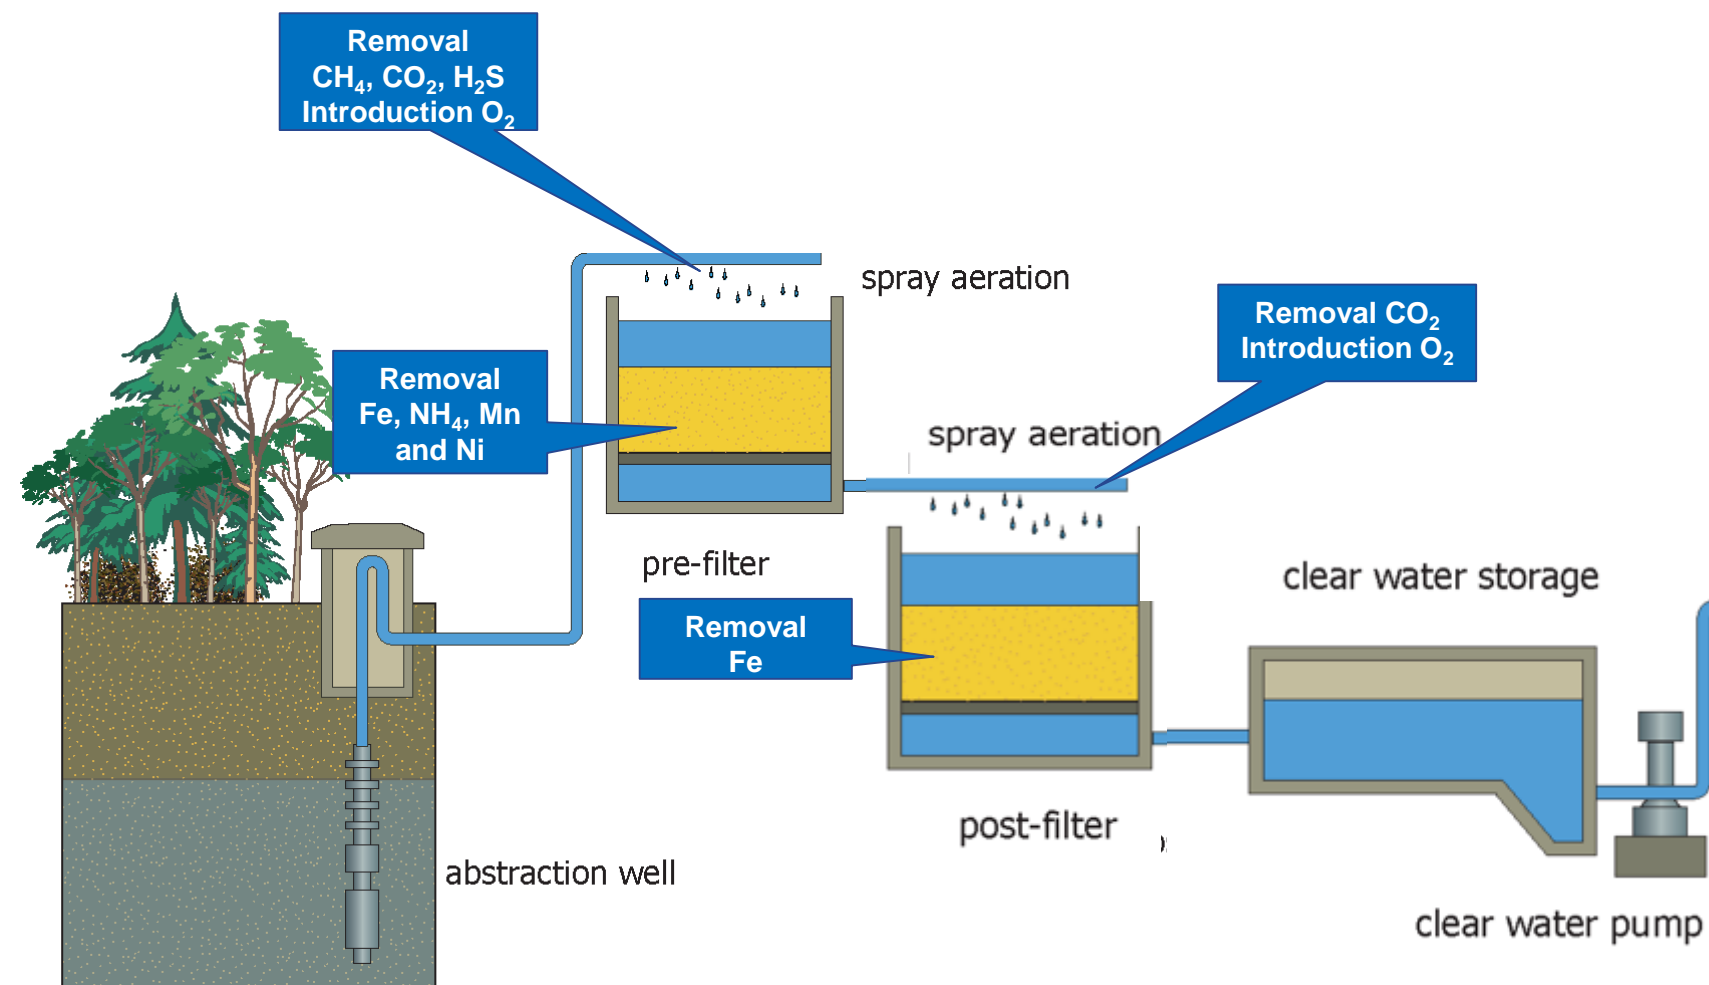 Removal
CH₄, CO₂, H₂S
Introduction O₂
spray aeration
Removal CO₂
Introduction O₂
Removal
Fe, NH₄, Mn
and Ni
spray aeration
pre-filter
clear water storage
Removal
Fe
post-filter
abstraction well
clear water pump